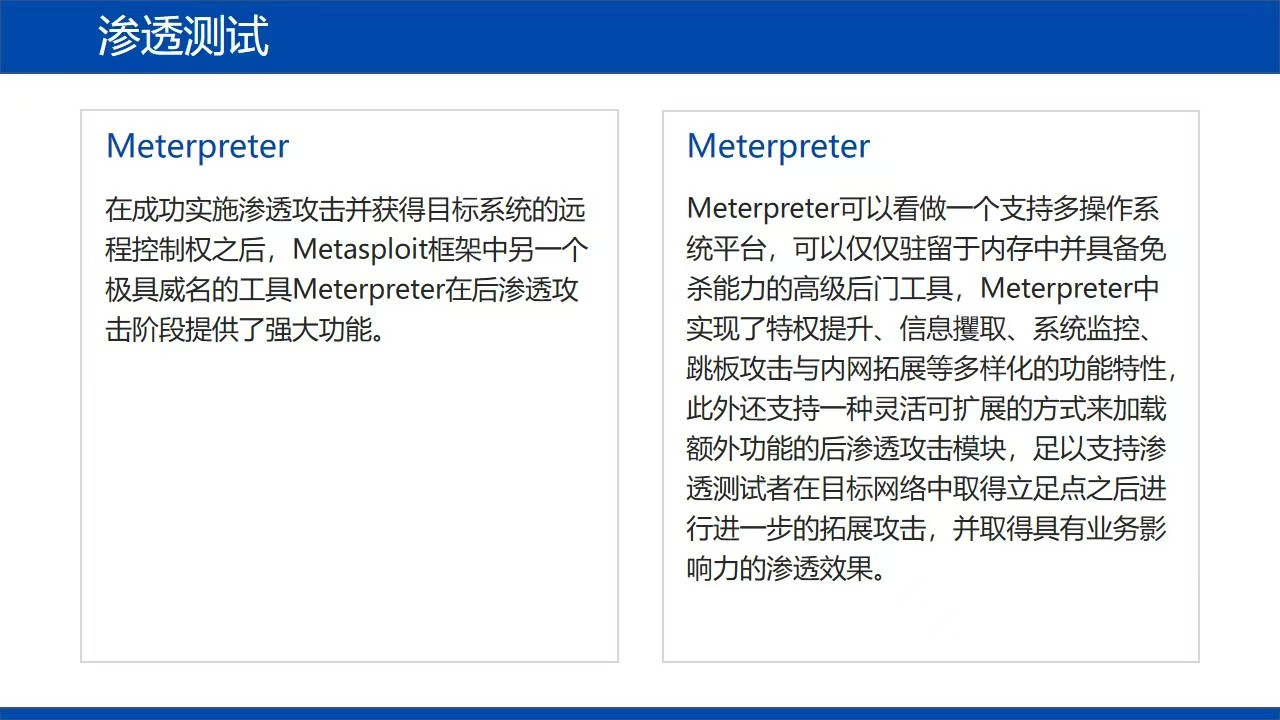 渗透测试
Meterpreter
在成功实施渗透攻击并获得目标系统的远
程控制权之后，Metasploit框架中另一个
极具威名的工具Meterpreter在后渗透攻
击阶段提供了强大功能。
Meterpreter
Meterpreter可以看做一个支持多操作系
统平台，可以仅仅驻留于内存中并具备免
杀能力的高级后门工具，Meterpreter中
实现了特权提升、信息攫取、系统监控、
跳板攻击与内网拓展等多样化的功能特性，
此外还支持一种灵活可扩展的方式来加载
额外功能的后渗透攻击模块，足以支持渗
透测试者在目标网络中取得立足点之后进
行进一步的拓展攻击，并取得具有业务影
响力的渗透效果。